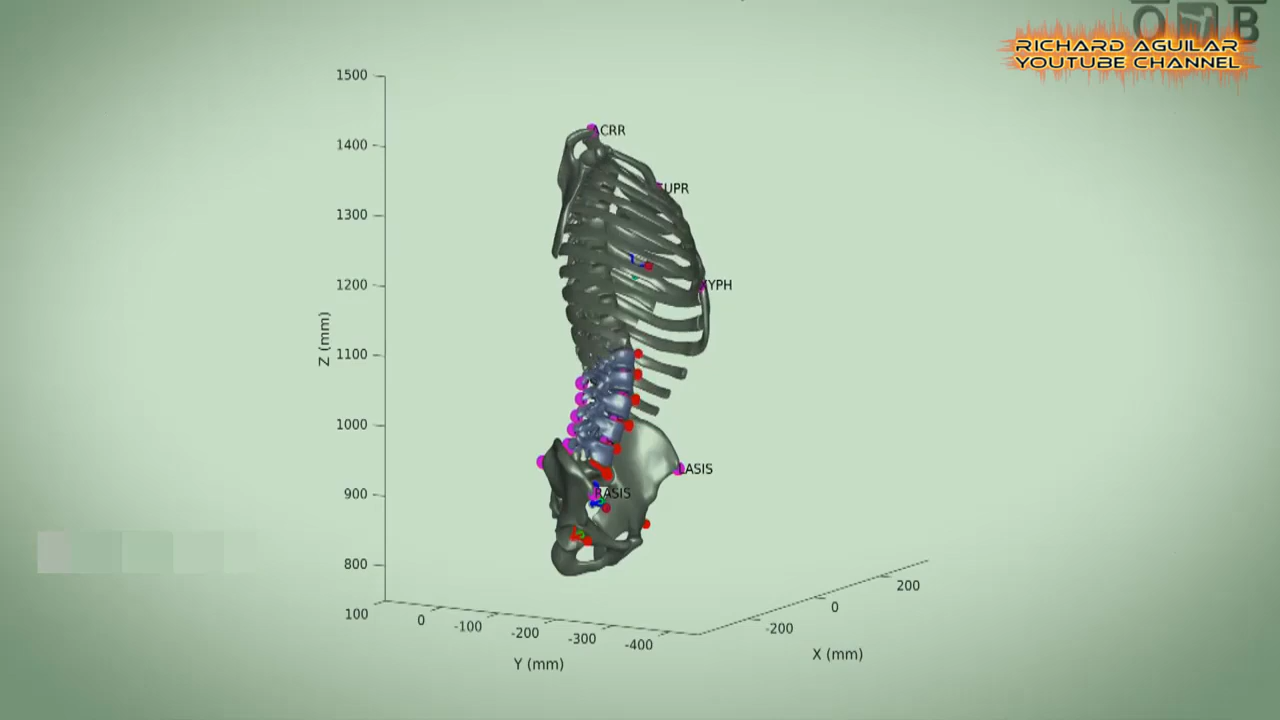 O B
RICHARD AGUILAR
YOUTUBE CHANNEL
1500
1400
1300
1200
1100
1000
900
800
Z (mm)
ACRR
XYPH
LASIS
RASIS
100
0
-100
-200
-300
-400
Y (mm)
-200
0
200
X (mm)